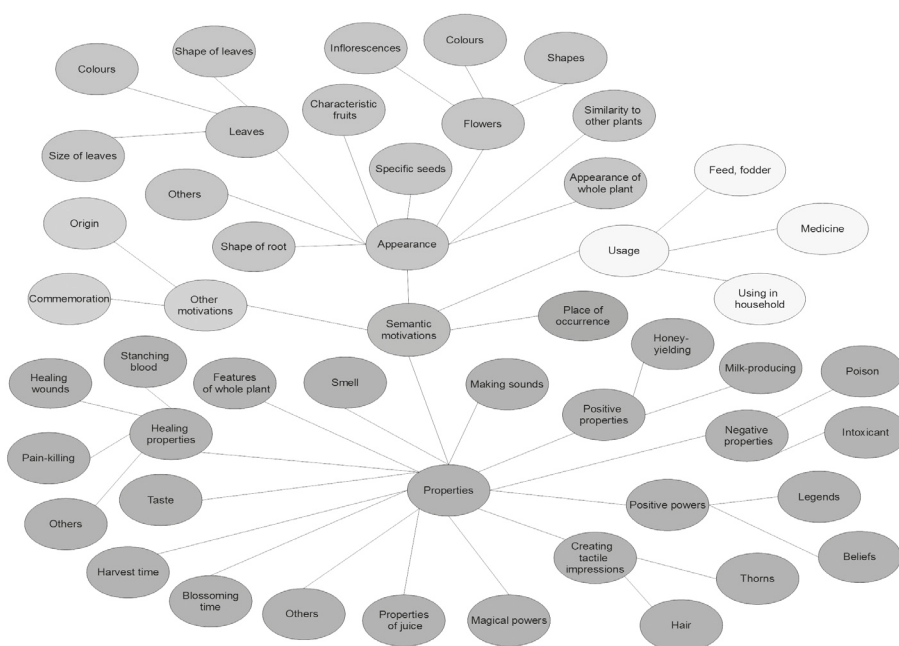 Inflorescences
Colours
Shape of leaves
Shapes
Colours
Characteristic
fruits
Similarity to
other plants
Leaves
Flowers
Size of leaves
Specific seeds
Feed, fodder
Others
Appearance of
whole plant
Origin
Medicine
Shape of root
Appearance
Usage
Commemoration
Other
motivations
Using in
household
Semantic
motivations
Place of
occurrence
Honey-
yielding
Stanching
blood
Healing
wounds
Features
of whole plant
Smell
Making sounds
Milk-producing
Poison
Positive
properties
Healing
properties
Negative
properties
Intoxicant
Pain-killing
Properties
Legends
Taste
Positive powers
Others
Creating
tactile
impressions
Beliefs
Harvest time
Thorns
Blossoming
time
Others
Properties
of juice
Magical powers
Hair